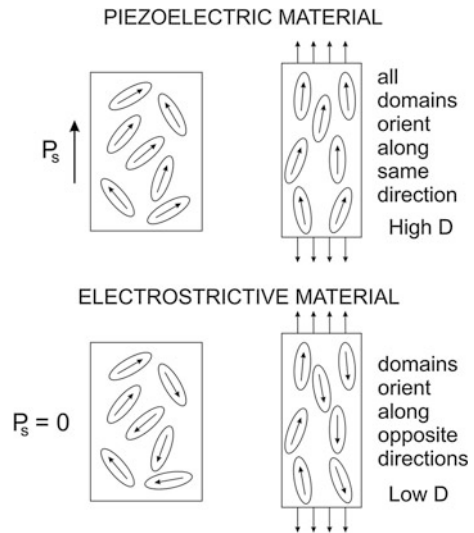 PIEZOELECTRIC MATERIAL
Ps
all
domains
orient
along
same
direction
High D
ELECTROSTRICTIVE MATERIAL
Ps = 0
domains
orient
along
opposite
directions
Low D